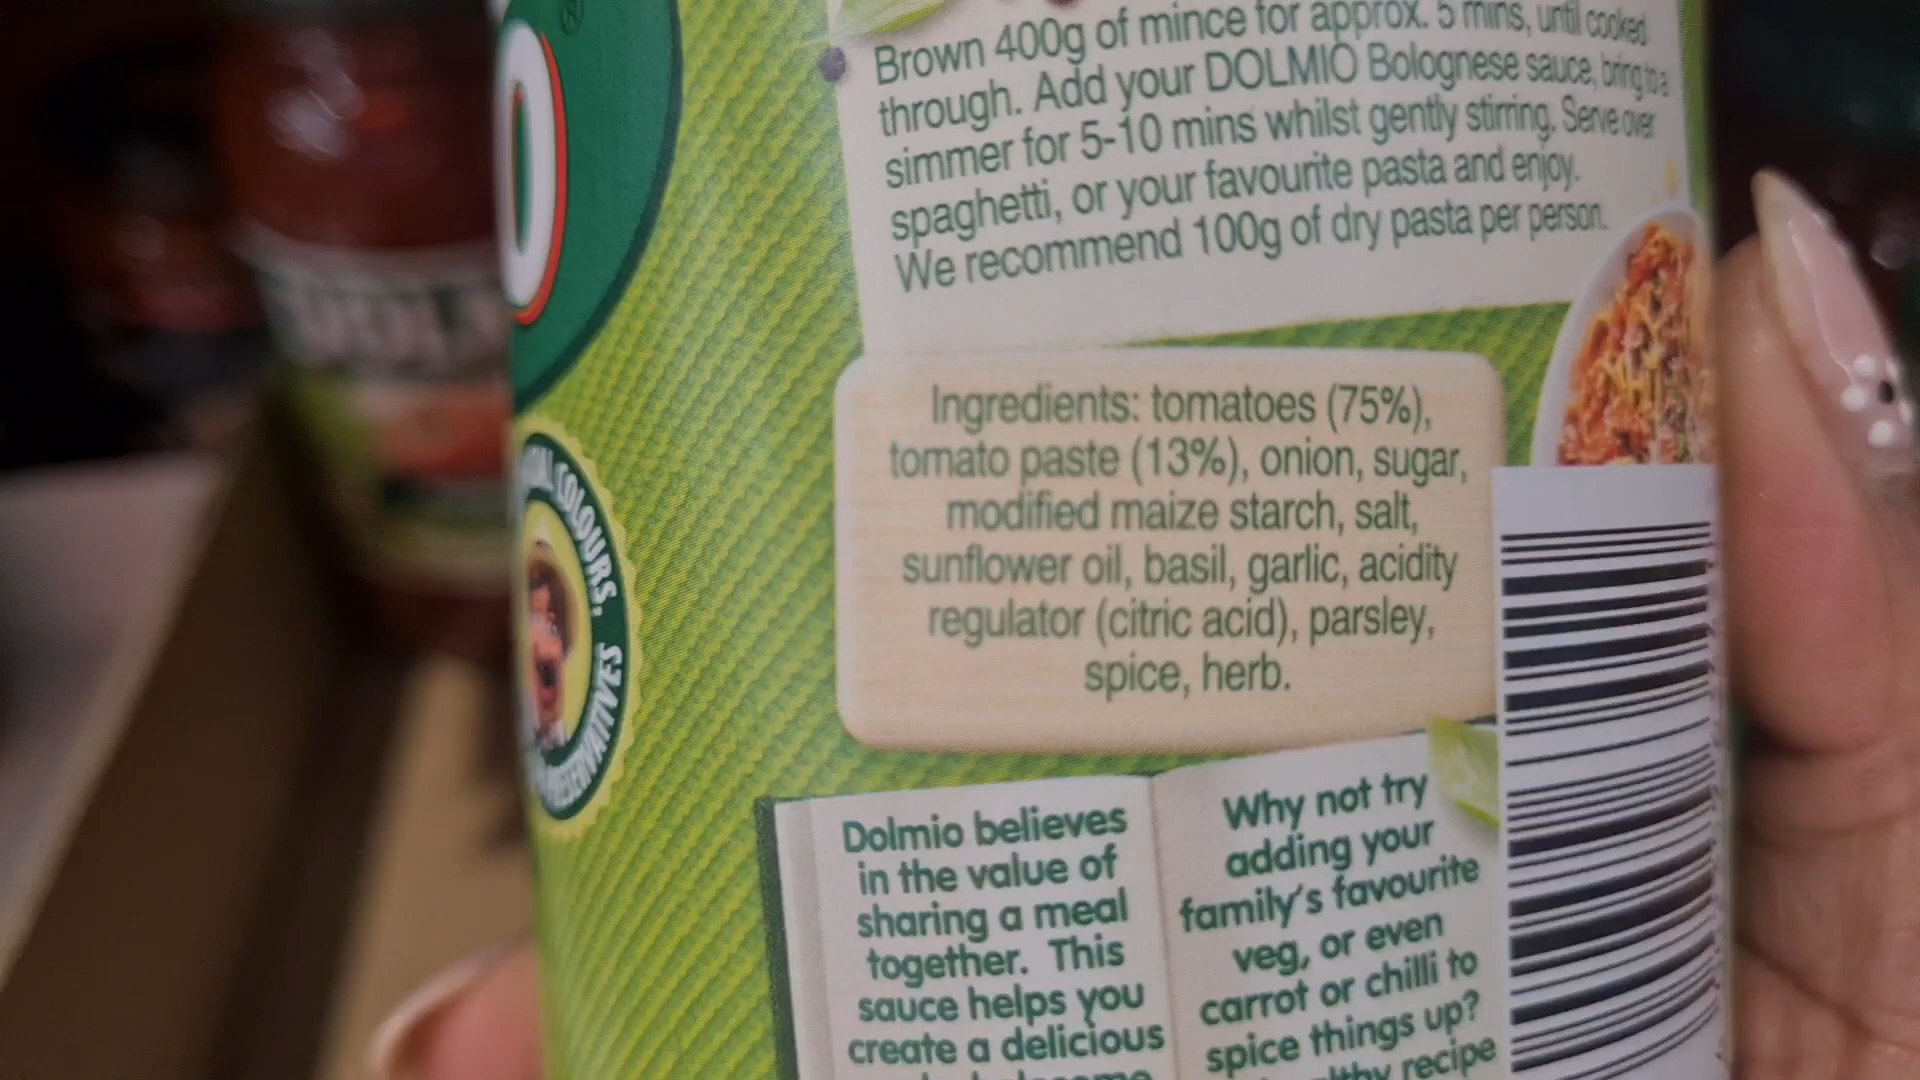 Brown 400g of mince for approx. 5 mins, until cooked
through. Add your DOLMIO Bolognese sauce, bring to a
simmer for 5-10 mins whilst gently stirring. Serve over
spaghetti, or your favourite pasta and enjoy.
We recommend 100g of dry pasta per person.
Ingredients: tomatoes (75%),
tomato paste (13%), onion, sugar,
modified maize starch, salt,
sunflower oil, basil, garlic, acidity
regulator (citric acid), parsley,
spice, herb.
COLOURS,
PRESERVATIVES
Dolmio believes
in the value of
sharing a meal
together. This
sauce helps you
create a delicious
Why not try
adding your
family's favourite
veg, or even
carrot or chilli to
spice things up?
recipe